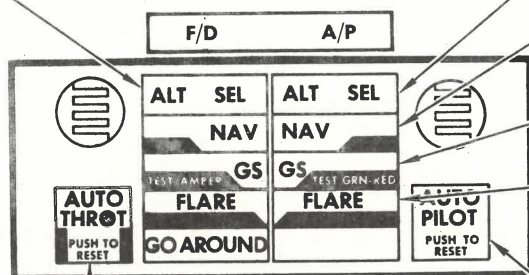 F/D A/P
ALT SEL ALT SEL
NAV NAV
GS GS
TEST AMBER TEST GRN-RED
AUTO THROT PUSH TO RESET
FLARE FLARE
GO AROUND
AUTO PILOT PUSH TO RESET